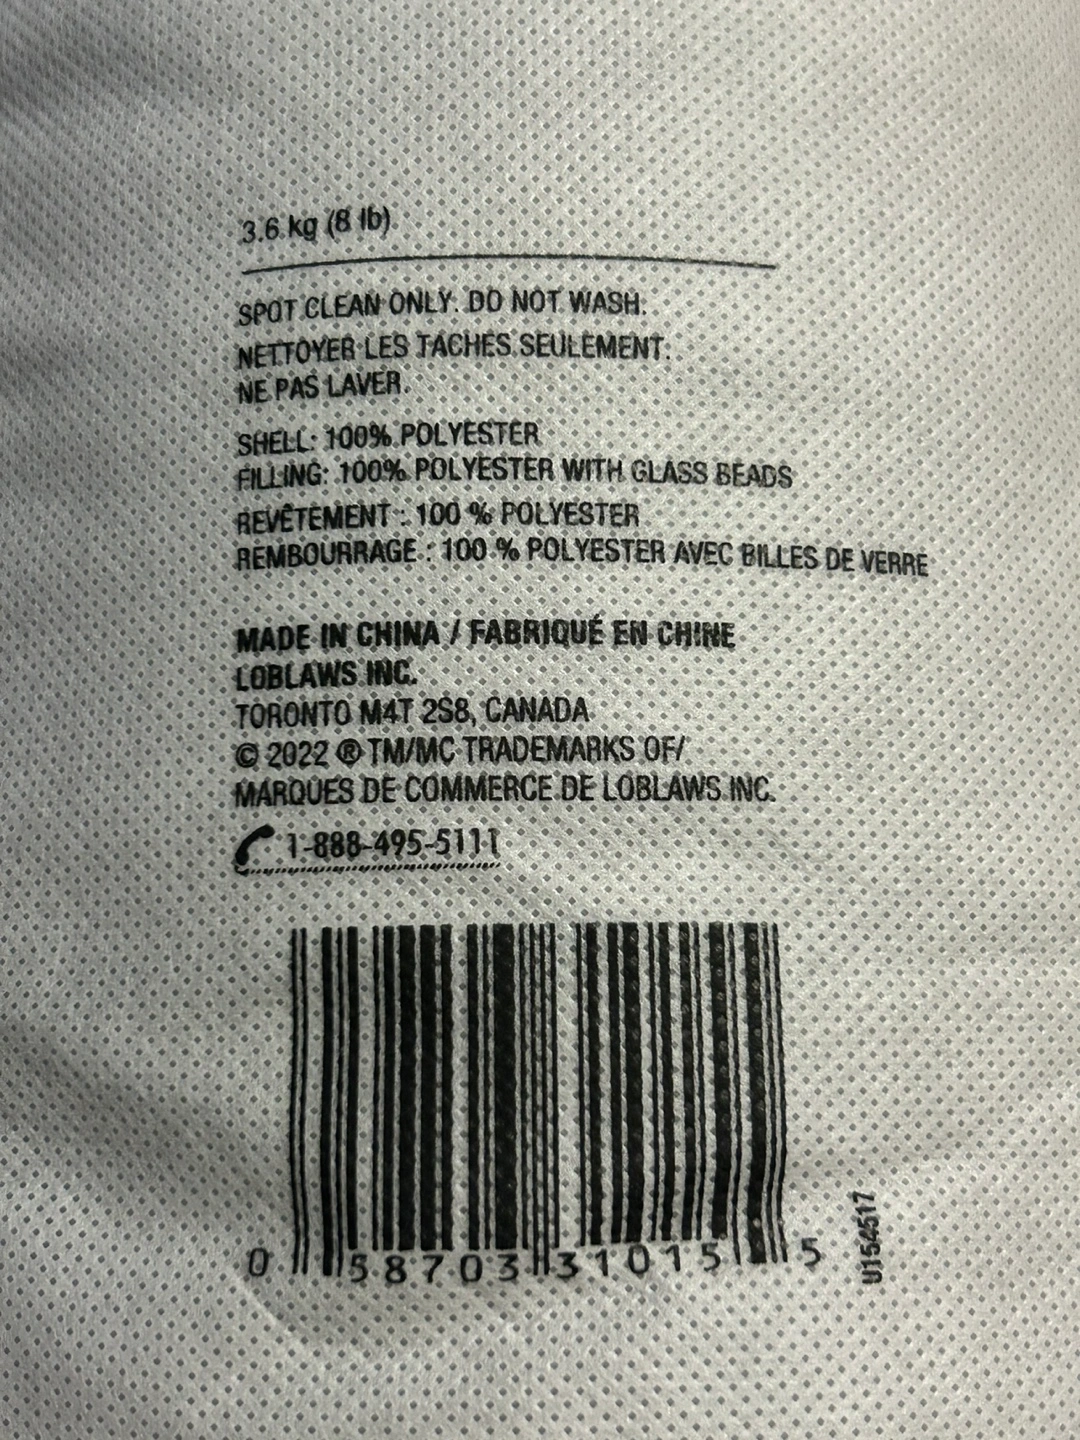 3.6 kg (8 lb)
SPOT CLEAN ONLY. DO NOT WASH.
NETTOYER LES TACHES SEULEMENT.
NE PAS LAVER.
SHELL: 100% POLYESTER
FILLING: 100% POLYESTER WITH GLASS BEADS
REVÊTEMENT : 100 % POLYESTER
REMBOURRAGE : 100 % POLYESTER AVEC BILLES DE VERRE
MADE IN CHINA / FABRIQUÉ EN CHINE
LOBLAWS INC.
TORONTO M4T 2S8, CANADA
© 2022 ® TM/MC TRADEMARKS OF/
MARQUES DE COMMERCE DE LOBLAWS INC.
1-888-495-5111
0 58703 31015 5
U154517